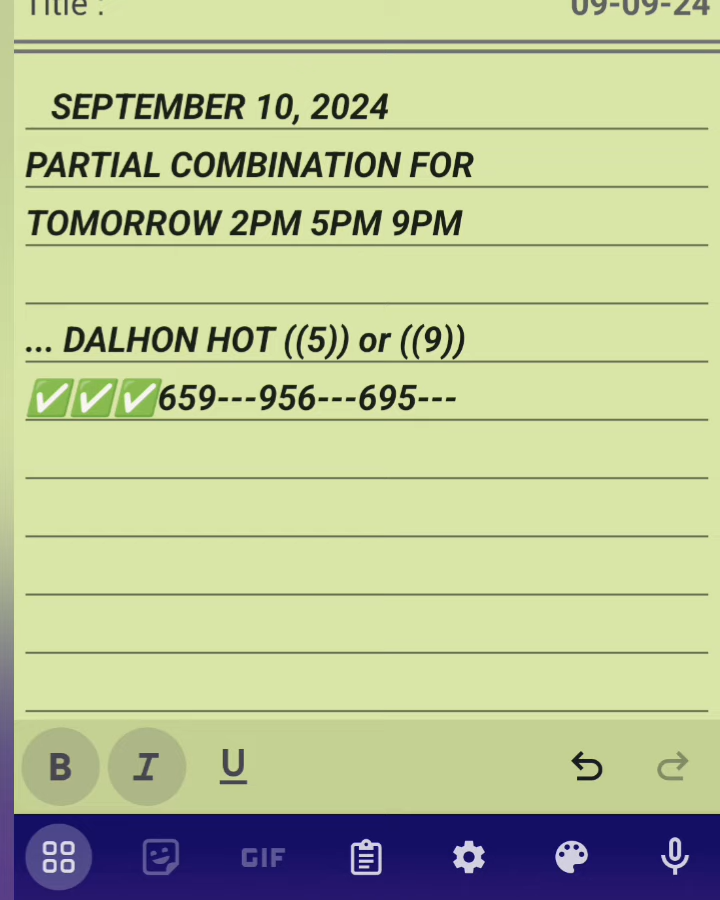 Title :
09-09-24
SEPTEMBER 10, 2024
PARTIAL COMBINATION FOR
TOMORROW 2PM 5PM 9PM
... DALHON HOT ((5)) or ((9))
✅✅✅659---956---695---
B I U
GIF